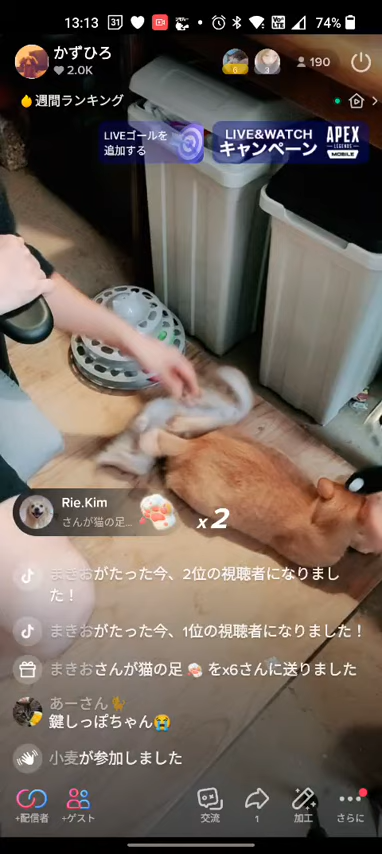 13:13
31
74%
かずひろ
2.0K
6
3
190
週間ランキング
LIVEゴールを
追加する
LIVE&WATCH
キャンペーン
APEX
LEGENDS
MOBILE
Rie.Kim
さんが猫の足...
x2
まきおがたった今、2位の視聴者になりまし
た！
まきおがたった今、1位の視聴者になりました！
まきおさんが猫の足 をx6さんに送りました
あーさん🐈
鍵しっぽちゃん😭
小麦が参加しました
+配信者
+ゲスト
交流
1
加工
さらに